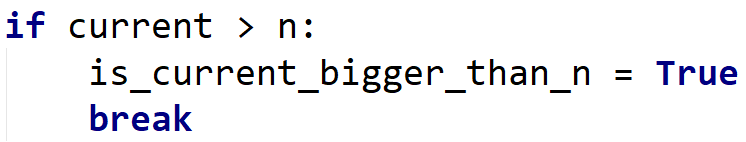 if current > n:
    is_current_bigger_than_n = True
    break